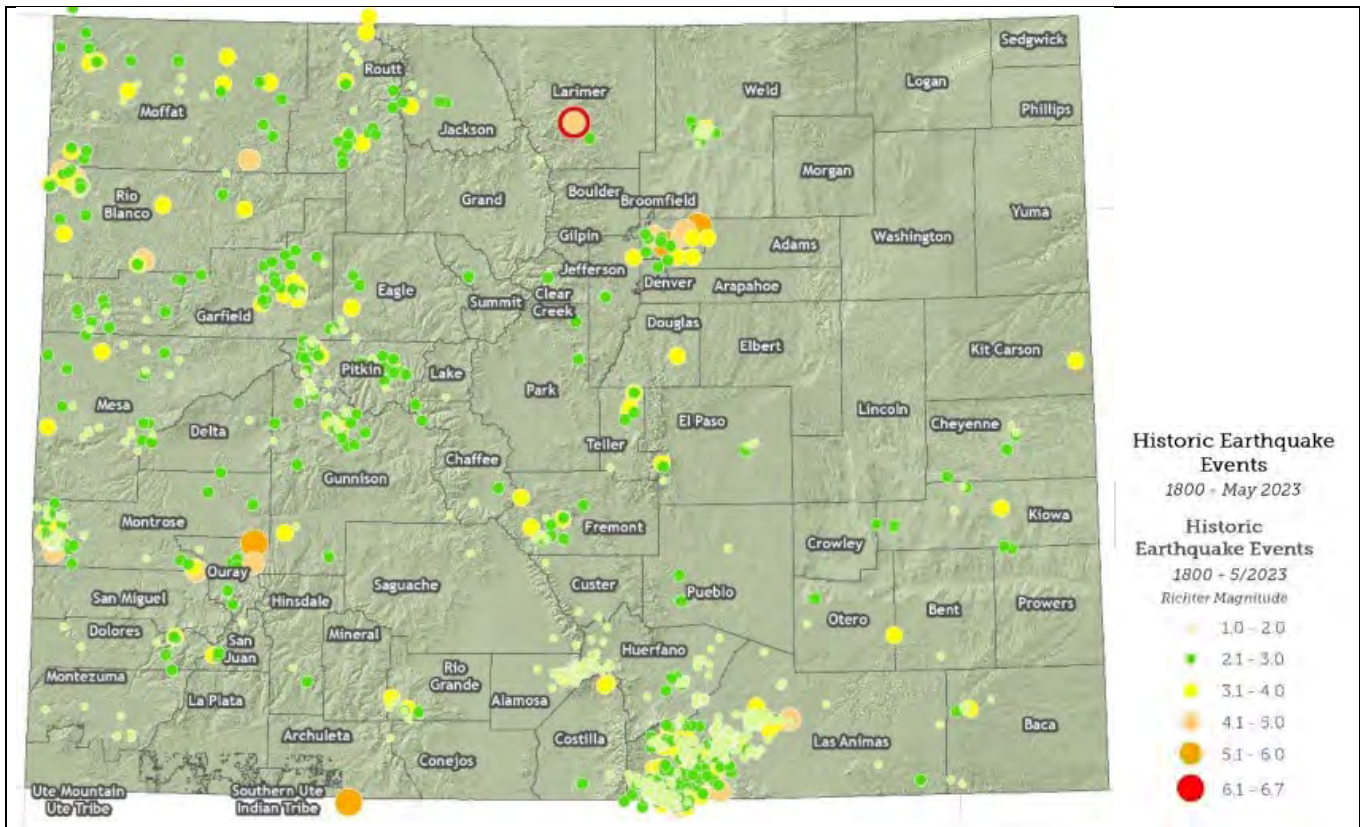 Sedgwick
Routt
Larimer
Weld
Logan
Moffat
Phillips
Jackson
Morgan
Rio
Blanco
Grand
Boulder
Broomfield
Yuma
Gilpin
Adams
Washington
Jefferson
Eagle
Summit
Clear
Creek
Denver
Arapahoe
Garfield
Douglas
Elbert
Kit Carson
Pitkin
Lake
Park
Mesa
Delta
Teller
El Paso
Lincoln
Cheyenne
Chaffee
Gunnison
Montrose
Fremont
Crowley
Kiowa
Ouray
Saguache
Custer
Pueblo
San Miguel
Hinsdale
Otero
Bent
Prowers
Dolores
San
Juan
Mineral
Huerfano
Montezuma
Rio
Grande
La Plata
Alamosa
Archuleta
Costilla
Las Animas
Baca
Conejos
Ute Mountain
Ute Tribe
Southern Ute
Indian Tribe
Historic Earthquake
Events
1800 - May 2023
Historic
Earthquake Events
1800 - 5/2023
Richter Magnitude
1.0 - 2.0
2.1 - 3.0
3.1 - 4.0
4.1 - 5.0
5.1 - 6.0
6.1 - 6.7